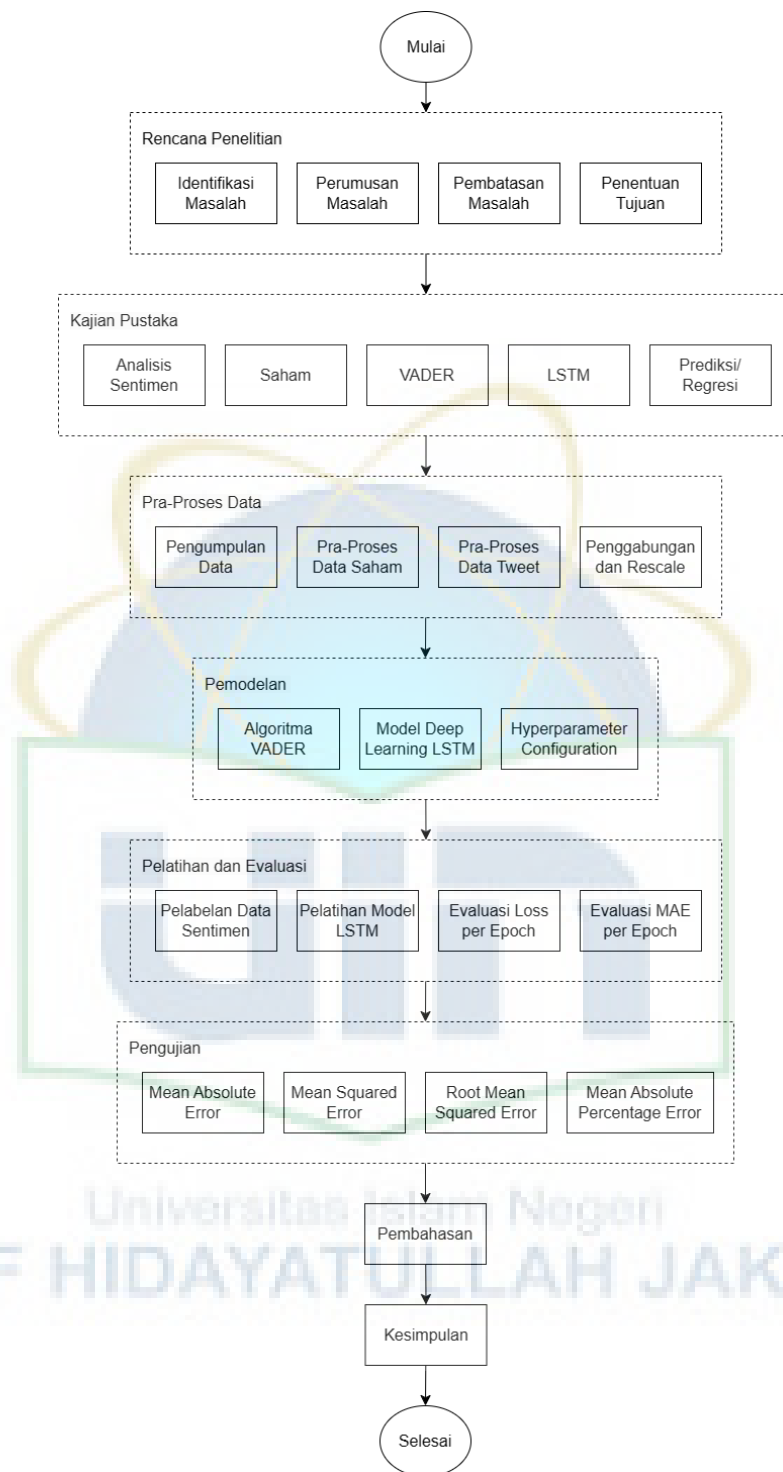 Mulai
Rencana Penelitian
Identifikasi
Masalah
Perumusan
Masalah
Pembatasan
Masalah
Penentuan
Tujuan
Kajian Pustaka
Analisis
Sentimen
Saham
VADER
LSTM
Prediksi/
Regresi
Pra-Proses Data
Pengumpulan
Data
Pra-Proses
Data Saham
Pra-Proses
Data Tweet
Penggabungan
dan Rescale
Pemodelan
Algoritma
VADER
Model Deep
Learning LSTM
Hyperparameter
Configuration
Pelatihan dan Evaluasi
Pelabelan Data
Sentimen
Pelatihan Model
LSTM
Evaluasi Loss
per Epoch
Evaluasi MAE
per Epoch
Pengujian
Mean Absolute
Error
Mean Squared
Error
Root Mean
Squared Error
Mean Absolute
Percentage Error
Universitas Islam Negeri
Pembahasan
F HIDAYATULLAH JAK
Kesimpulan
Selesai
uin